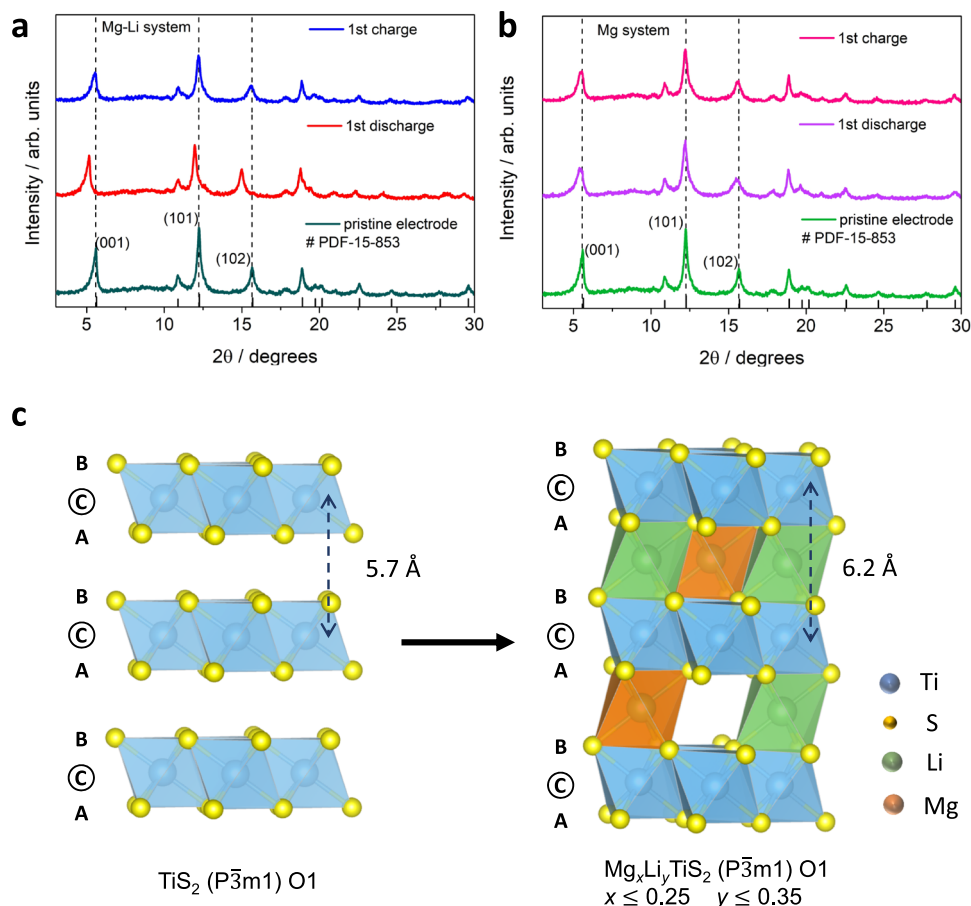 a
Mg-Li system
1st charge
1st discharge
(001)
(101)
(102)
pristine electrode
# PDF-15-853
Intensity / arb. units
5 10 15 20 25 30
2θ / degrees
b
Mg system
1st charge
1st discharge
(001)
(101)
(102)
pristine electrode
# PDF-15-853
Intensity / arb. units
5 10 15 20 25 30
2θ / degrees
c
B
C
A
B
C
A
B
C
A
5.7 Å
TiS₂ (P3̅m1) O1
B
C
A
B
C
A
B
C
A
6.2 Å
Ti
S
Li
Mg
MgₓLiᵧTiS₂ (P3̅m1) O1
x ≤ 0.25 y ≤ 0.35